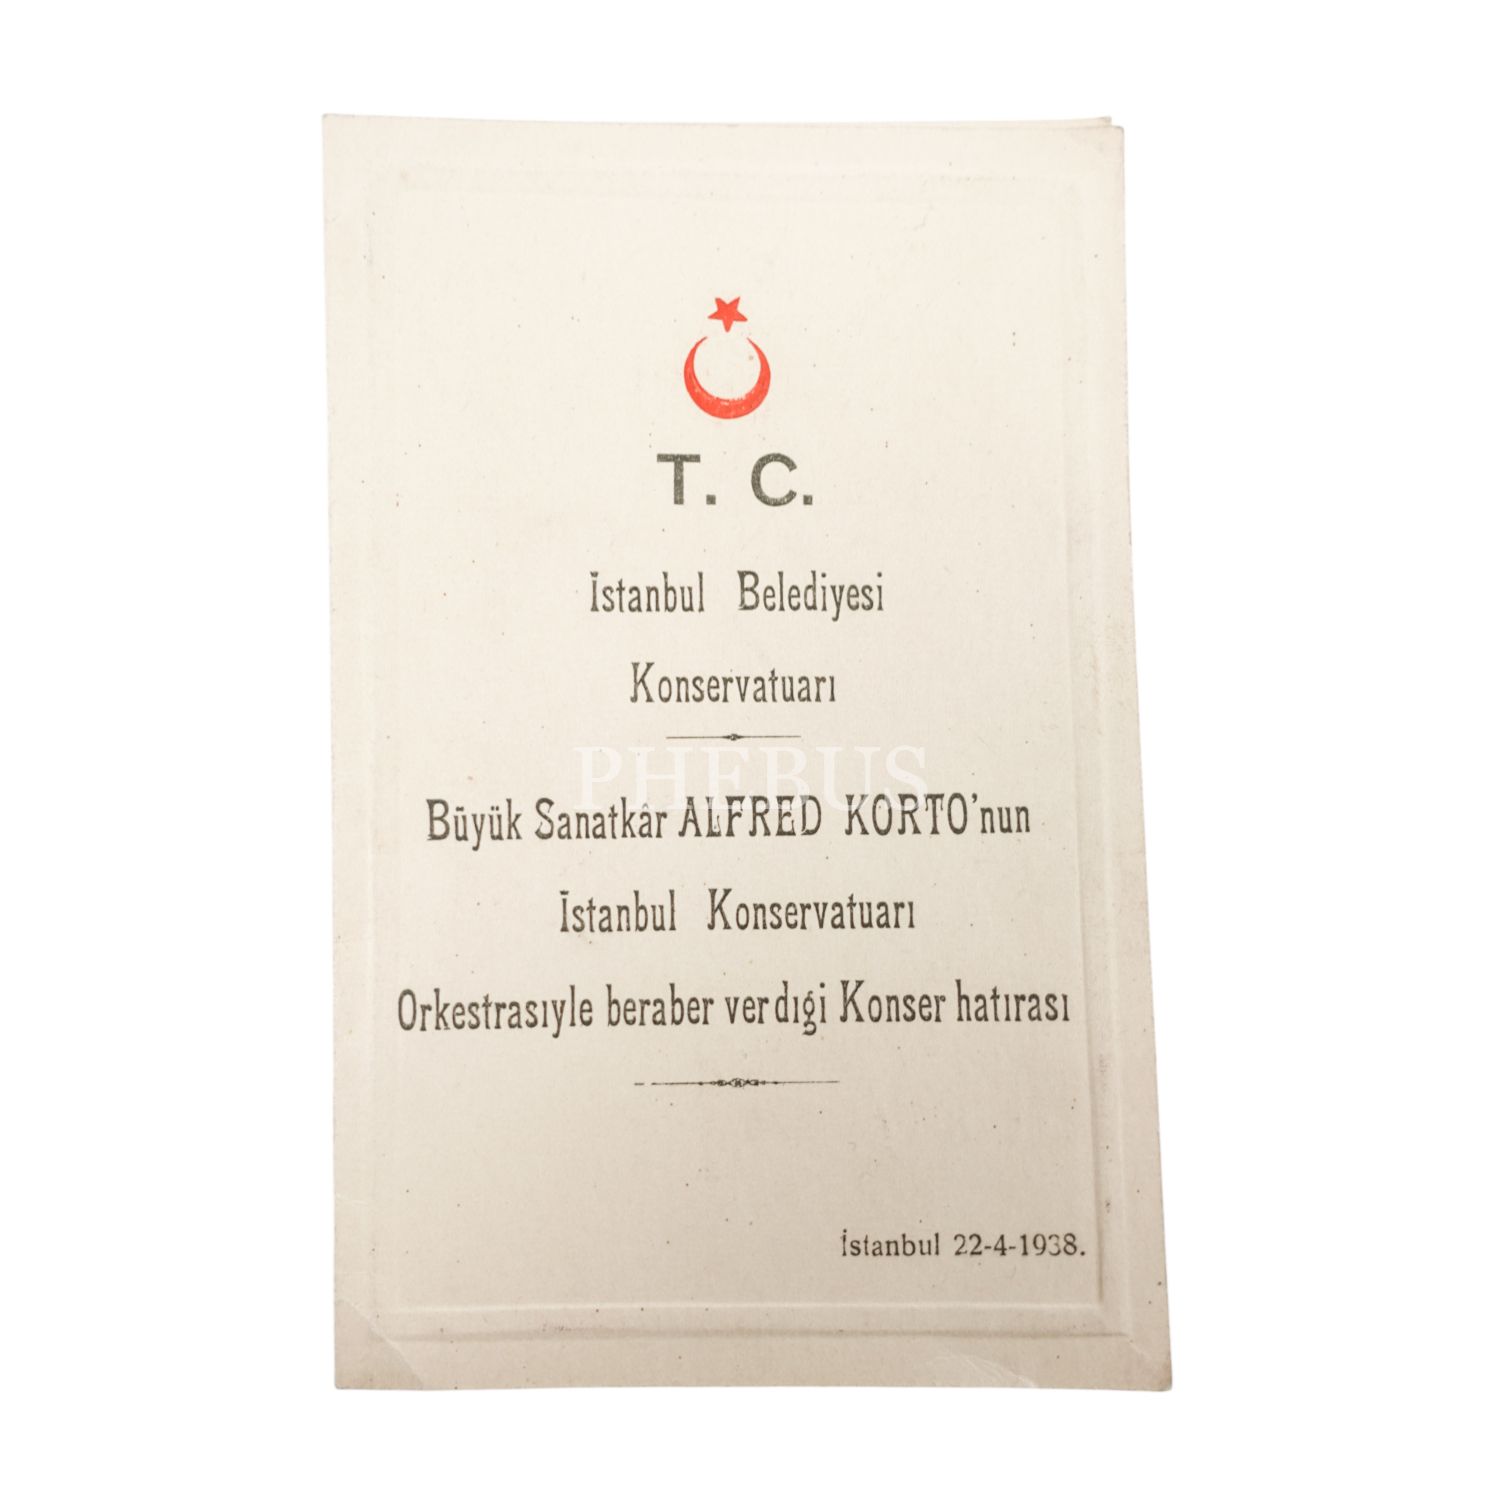 T. C.
İstanbul Belediyesi
Konservatuarı
PHEBUS
Büyük Sanatkâr ALFRED KORTO'nun
İstanbul Konservatuarı
Orkestrasıyle beraber verdıği Konser hatırası
İstanbul 22-4-1938.